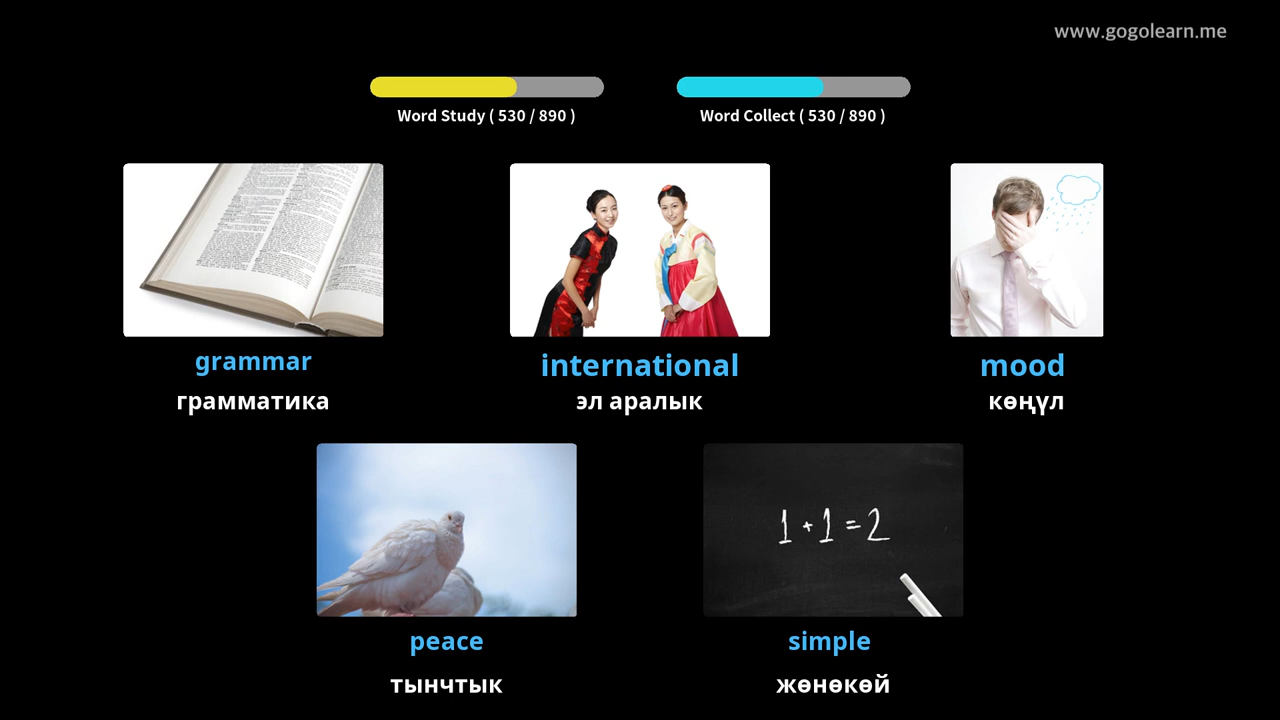 www.gogolearn.me
Word Study ( 530 / 890 )
Word Collect ( 530 / 890 )
grammar
грамматика
international
эл аралык
mood
көңүл
1 + 1 = 2
peace
тынчтык
simple
жөнөкөй